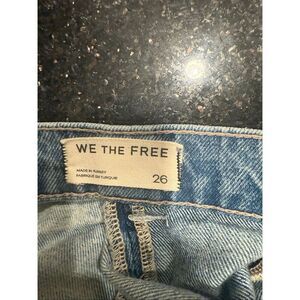 WE THE FREE
MADE IN TURKEY
FABRIQUÉ EN TURQUIE
26